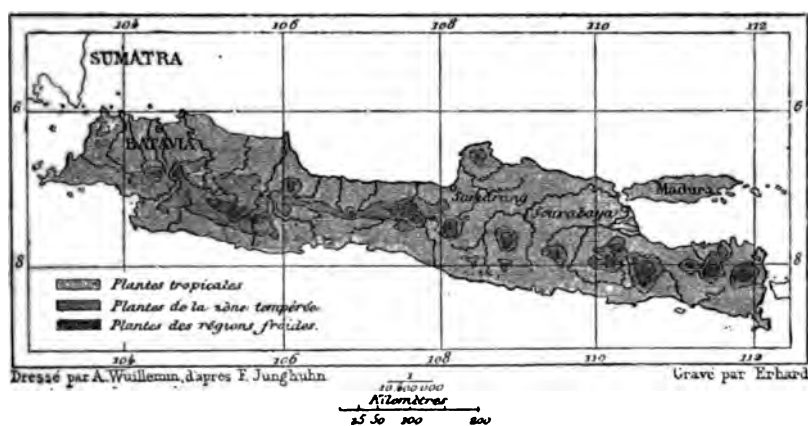 104 106 108 110 112
SUMATRA
6 6
BATAVIA
Madura
Samarang
Sourabaya
8 8
Plantes tropicales.
Plantes de la zône tempérée
Plantes des régions froides.
104 106 108 110 112
Dressé par A. Wuillemin, d'après F. Junghuhn
Gravé par Erhard
Kilomètres
25 50 100 200